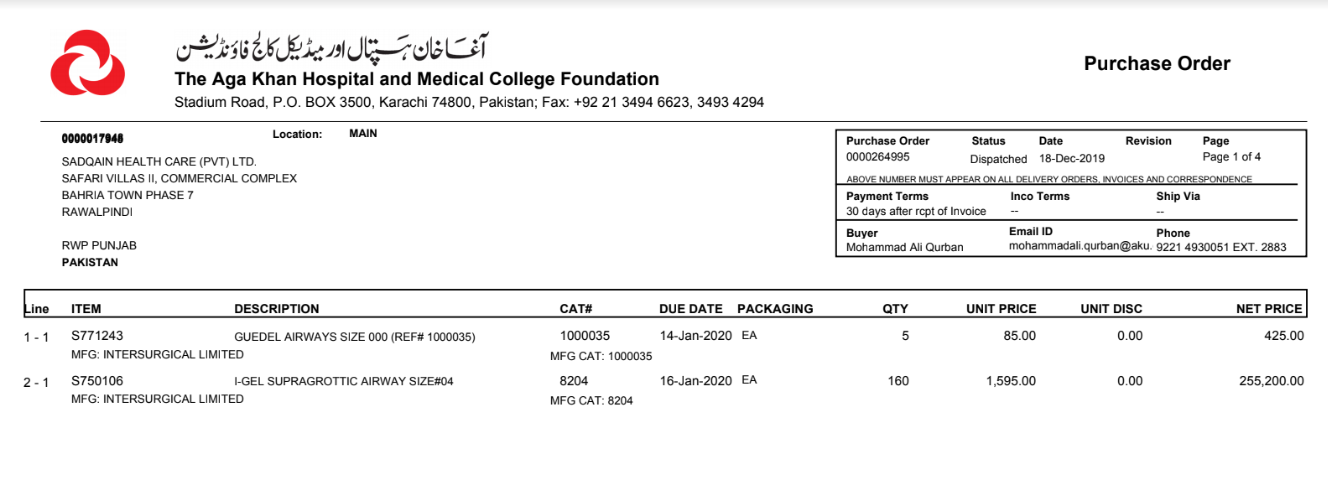 آغا خان ہسپتال اور میڈیکل کالج فاؤنڈیشن
The Aga Khan Hospital and Medical College Foundation
Stadium Road, P.O. BOX 3500, Karachi 74800, Pakistan; Fax: +92 21 3494 6623, 3493 4294
Purchase Order
0000017948 Location: MAIN
SADQAIN HEALTH CARE (PVT) LTD.
SAFARI VILLAS II, COMMERCIAL COMPLEX
BAHRIA TOWN PHASE 7
RAWALPINDI
RWP PUNJAB
PAKISTAN
Purchase Order Status Date Revision Page
0000264995 Dispatched 18-Dec-2019 Page 1 of 4
ABOVE NUMBER MUST APPEAR ON ALL DELIVERY ORDERS, INVOICES AND CORRESPONDENCE
Payment Terms Inco Terms Ship Via
30 days after rcpt of Invoice -- --
Buyer Email ID Phone
Mohammad Ali Qurban mohammadali.qurban@aku. 9221 4930051 EXT. 2883
Line ITEM DESCRIPTION CAT# DUE DATE PACKAGING QTY UNIT PRICE UNIT DISC NET PRICE
1 - 1 S771243 GUEDEL AIRWAYS SIZE 000 (REF# 1000035) 1000035 14-Jan-2020 EA 5 85.00 0.00 425.00
MFG: INTERSURGICAL LIMITED MFG CAT: 1000035
2 - 1 S750106 I-GEL SUPRAGROTTIC AIRWAY SIZE#04 8204 16-Jan-2020 EA 160 1,595.00 0.00 255,200.00
MFG: INTERSURGICAL LIMITED MFG CAT: 8204